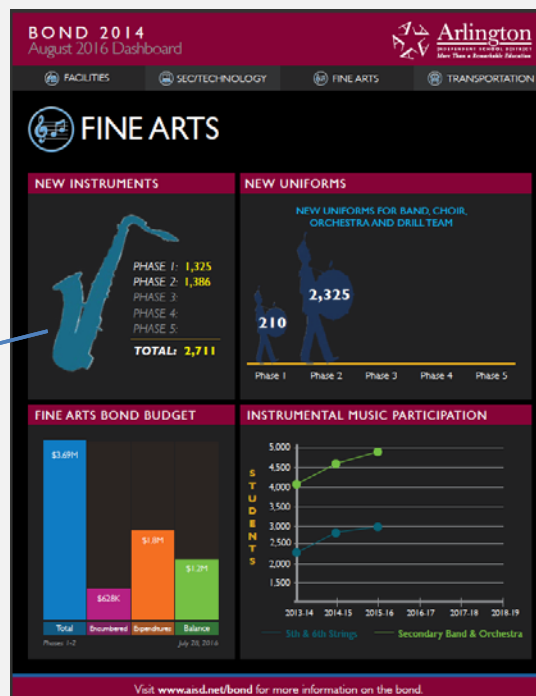 BOND 2014
August 2016 Dashboard
Arlington
INDEPENDENT SCHOOL DISTRICT
More Than a Remarkable Education
FACILITIES
SEC/TECHNOLOGY
FINE ARTS
TRANSPORTATION
FINE ARTS
NEW INSTRUMENTS
PHASE 1: 1,325
PHASE 2: 1,386
PHASE 3:
PHASE 4:
PHASE 5:
TOTAL: 2,711
NEW UNIFORMS
NEW UNIFORMS FOR BAND, CHOIR,
ORCHESTRA AND DRILL TEAM
210
2,325
Phase 1 Phase 2 Phase 3 Phase 4 Phase 5
FINE ARTS BOND BUDGET
$3.69M
$628K
$1.8M
$1.2M
Total Encumbered Expenditures Balance
Phases 1-2 July 28, 2016
INSTRUMENTAL MUSIC PARTICIPATION
STUDENTS
5,000
4,500
4,000
3,500
3,000
2,500
2,000
1,500
2013-14 2014-15 2015-16 2016-17 2017-18 2018-19
5th & 6th Strings Secondary Band & Orchestra
Visit www.aisd.net/bond for more information on the bond.